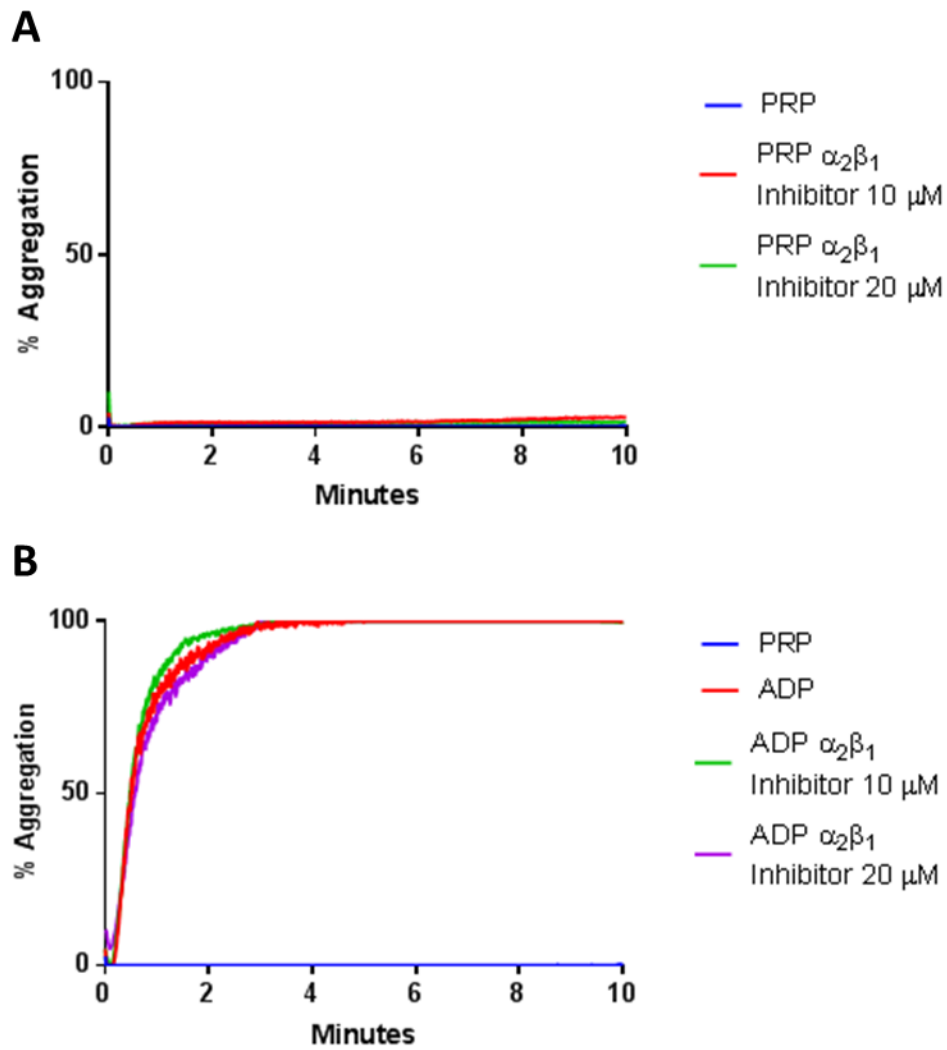 A
100
50
0
% Aggregation
0 2 4 6 8 10
Minutes
PRP
PRP α₂β₁
Inhibitor 10 μM
PRP α₂β₁
Inhibitor 20 μM
B
100
50
0
% Aggregation
0 2 4 6 8 10
Minutes
PRP
ADP
ADP α₂β₁
Inhibitor 10 μM
ADP α₂β₁
Inhibitor 20 μM